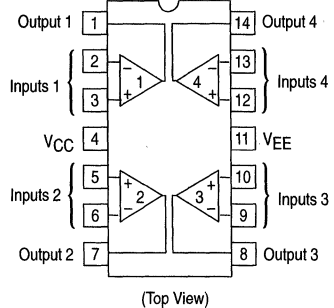 Output 1 1 14 Output 4
2 - - 13
Inputs 1 1 4 Inputs 4
3 + + 12
VCC 4 11 VEE
5 + + 10
Inputs 2 2 3 Inputs 3
6 - - 9
Output 2 7 8 Output 3
(Top View)